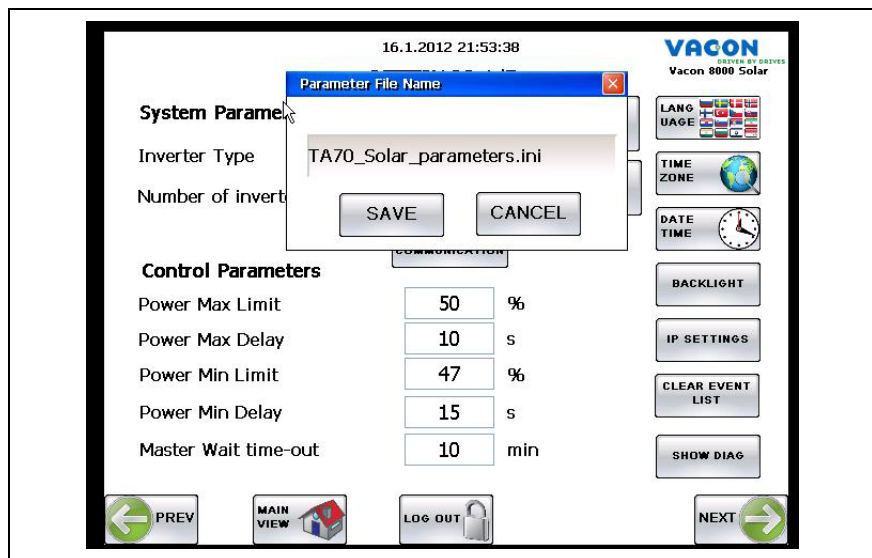 16.1.2012 21:53:38
VACON
DRIVEN BY DRIVES
Vacon 8000 Solar
Parameter File Name
System Parame
LANG
UAGE
Inverter Type
TA70_Solar_parameters.ini
TIME
ZONE
Number of invert
SAVE
CANCEL
DATE
TIME
COMMUNICATION
Control Parameters
BACKLIGHT
Power Max Limit
50
%
Power Max Delay
10
s
IP SETTINGS
Power Min Limit
47
%
CLEAR EVENT
LIST
Power Min Delay
15
s
Master Wait time-out
10
min
SHOW DIAG
PREV
MAIN
VIEW
LOG OUT
NEXT